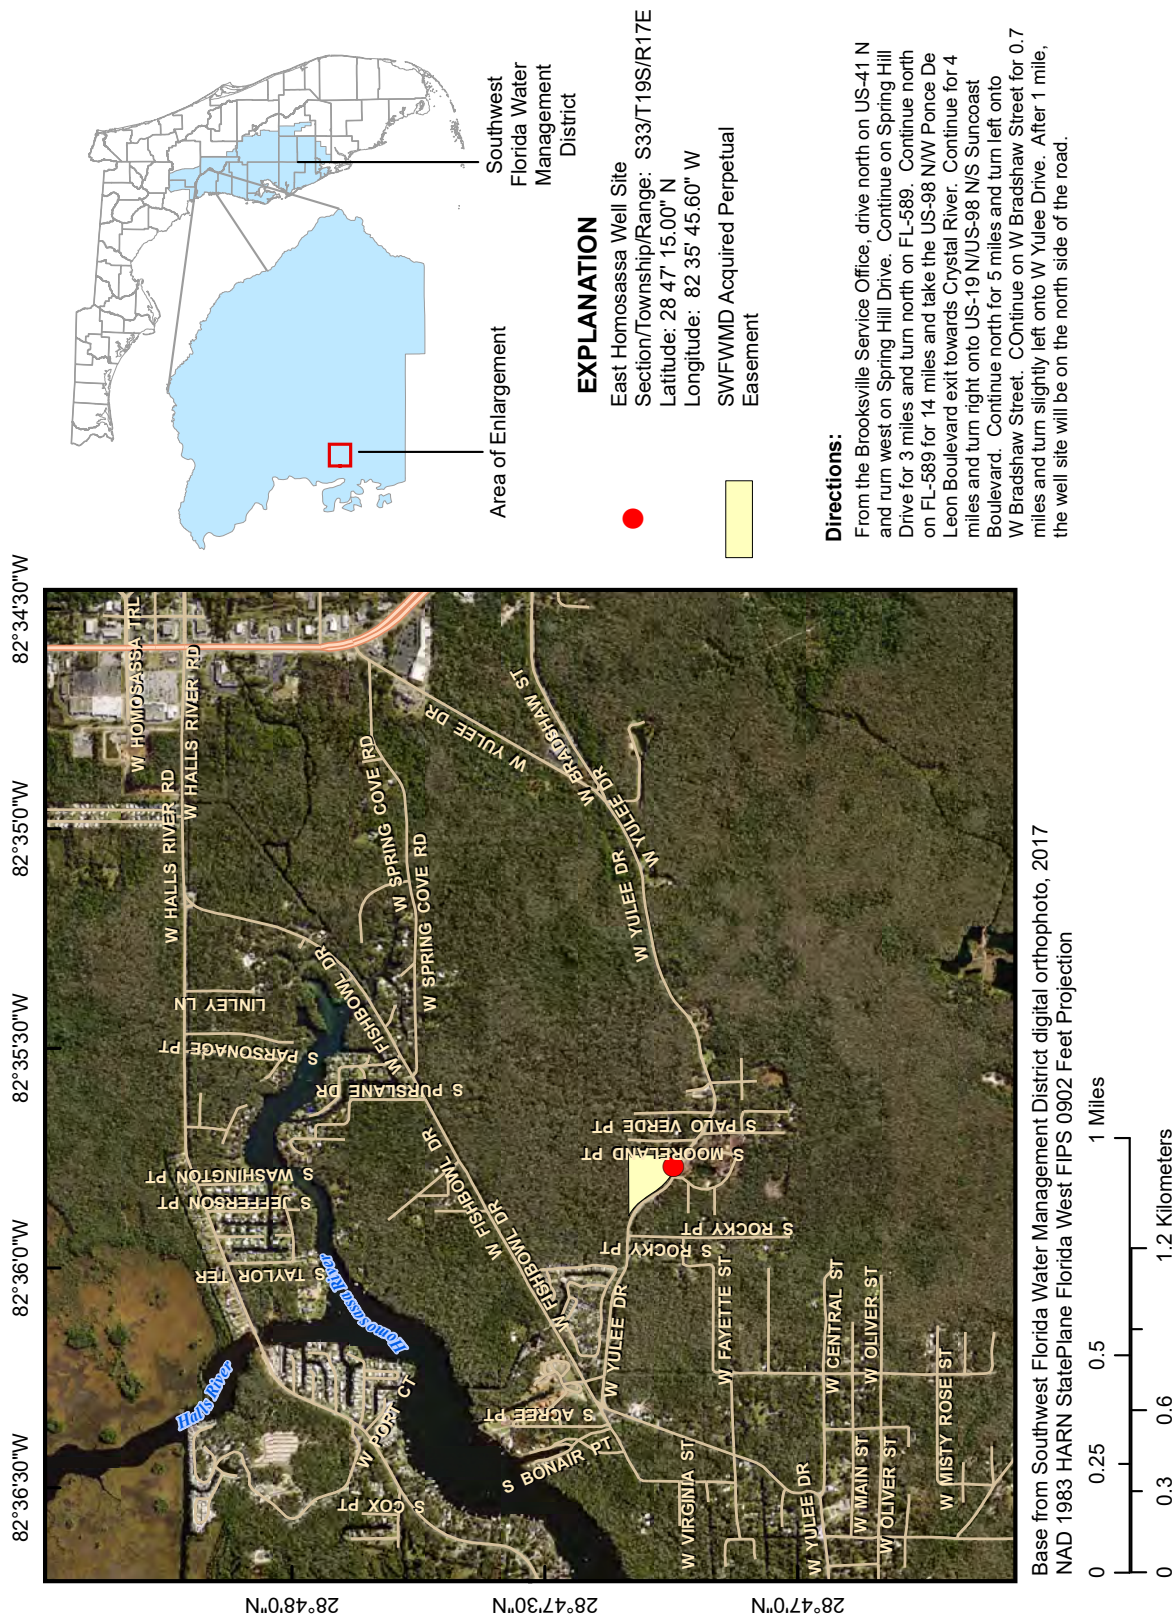 82°36'30"W
82°36'0"W
82°35'30"W
82°35'0"W
82°34'30"W
28°48'0"N
28°47'30"N
28°47'0"N
W HOMOSASSA TRL
W HALLS RIVER RD
W HALLS RIVER RD
LINLEY LN
S PARSONAGE PT
S WASHINGTON PT
S JEFFERSON PT
S TAYLOR TER
Halls River
Homosassa River
W FISHBOWL DR
W SPRING COVE RD
W SPRING COVE RD
S PURSLANE DR
W FISHBOWL DR
W FISHBOWL DR
W FISHBOWL DR
W YULEE DR
W BRADSHAW ST
W BRADSHAW ST
W YULEE DR
W YULEE DR
W YULEE DR
W YULEE DR
W YULEE DR
W YULEE DR
W PORT CT
S COX PT
S ACREE PT
S BONAIR PT
S PALO VERDE PT
S MOORELAND PT
S ROCKY PT
S ROCKY PT
W FAYETTE ST
W VIRGINIA ST
W CENTRAL ST
W OLIVER ST
W MAIN ST
W OLIVER ST
W MISTY ROSE ST
Base from Southwest Florida Water Management District digital orthophoto, 2017
NAD 1983 HARN StatePlane Florida West FIPS 0902 Feet Projection
0 0.25 0.5 1 Miles
0 0.3 0.6 1.2 Kilometers
Southwest
Florida Water
Management
District
Area of Enlargement
EXPLANATION
East Homosassa Well Site
Section/Township/Range: S33/T19S/R17E
Latitude: 28 47' 15.00" N
Longitude: 82 35' 45.60" W
SWFWMD Acquired Perpetual
Easement
Directions:
From the Brooksville Service Office, drive north on US-41 N
and rurn west on Spring Hill Drive. Continue on Spring Hill
Drive for 3 miles and turn north on FL-589. Continue north
on FL-589 for 14 miles and take the US-98 N/W Ponce De
Leon Boulevard exit towards Crystal River. Continue for 4
miles and turn right onto US-19 N/US-98 N/S Suncoast
Boulevard. Continue north for 5 miles and turn left onto
W Bradshaw Street. COntinue on W Bradshaw Street for 0.7
miles and turn slightly left onto W Yulee Drive. After 1 mile,
the well site will be on the north side of the road.